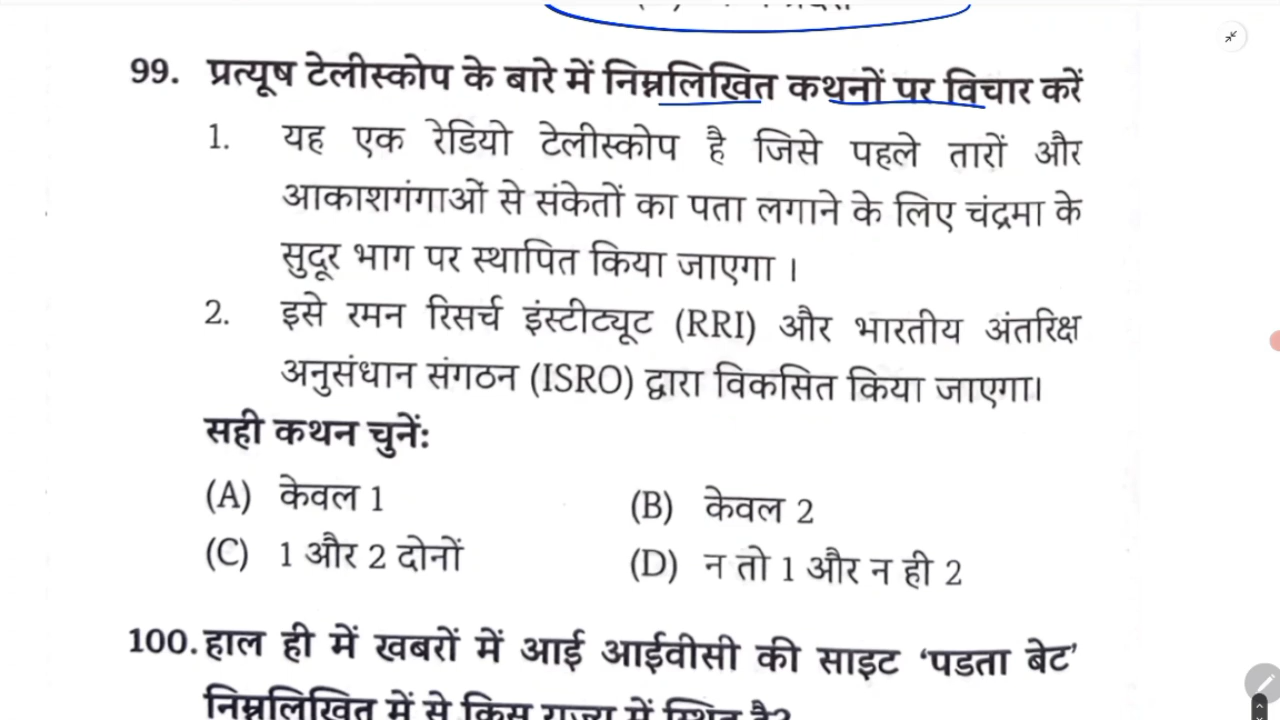 99. प्रत्यूष टेलीस्कोप के बारे में निम्नलिखित कथनों पर विचार करें
1. यह एक रेडियो टेलीस्कोप है जिसे पहले तारों और
आकाशगंगाओं से संकेतों का पता लगाने के लिए चंद्रमा के
सुदूर भाग पर स्थापित किया जाएगा ।
2. इसे रमन रिसर्च इंस्टीट्यूट (RRI) और भारतीय अंतरिक्ष
अनुसंधान संगठन (ISRO) द्वारा विकसित किया जाएगा।
सही कथन चुनें:
(A) केवल 1 (B) केवल 2
(C) 1 और 2 दोनों (D) न तो 1 और न ही 2
100. हाल ही में खबरों में आई आईवीसी की साइट ‘पडता बेट’
निम्नलिखित में से किस राज्य में स्थित है?